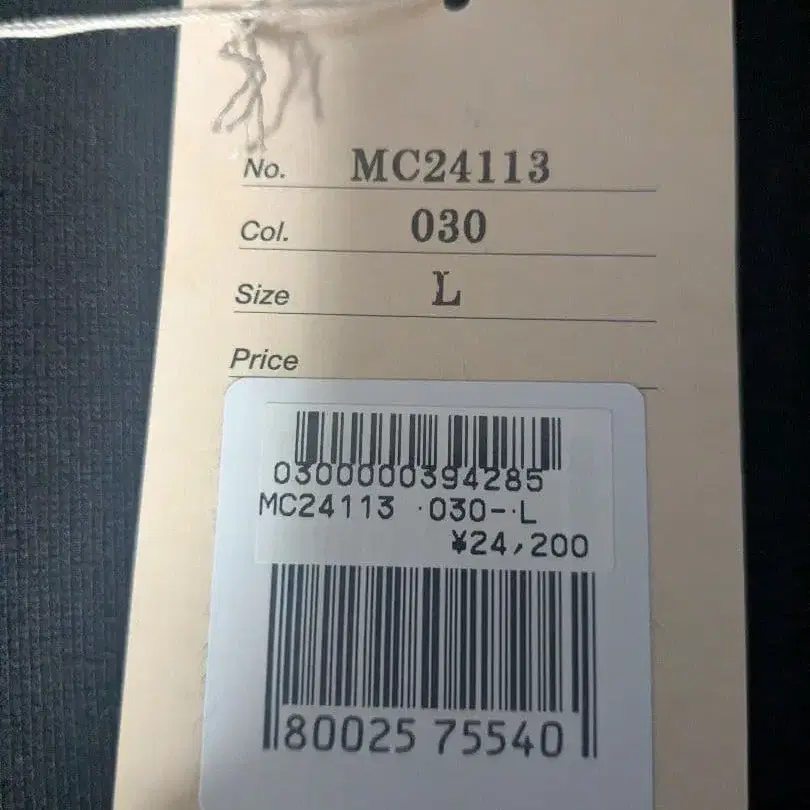 No. MC24113
Col. 030
Size L
Price
0300000394285
MC24113 ·030-·L
¥24,200
80025 75540